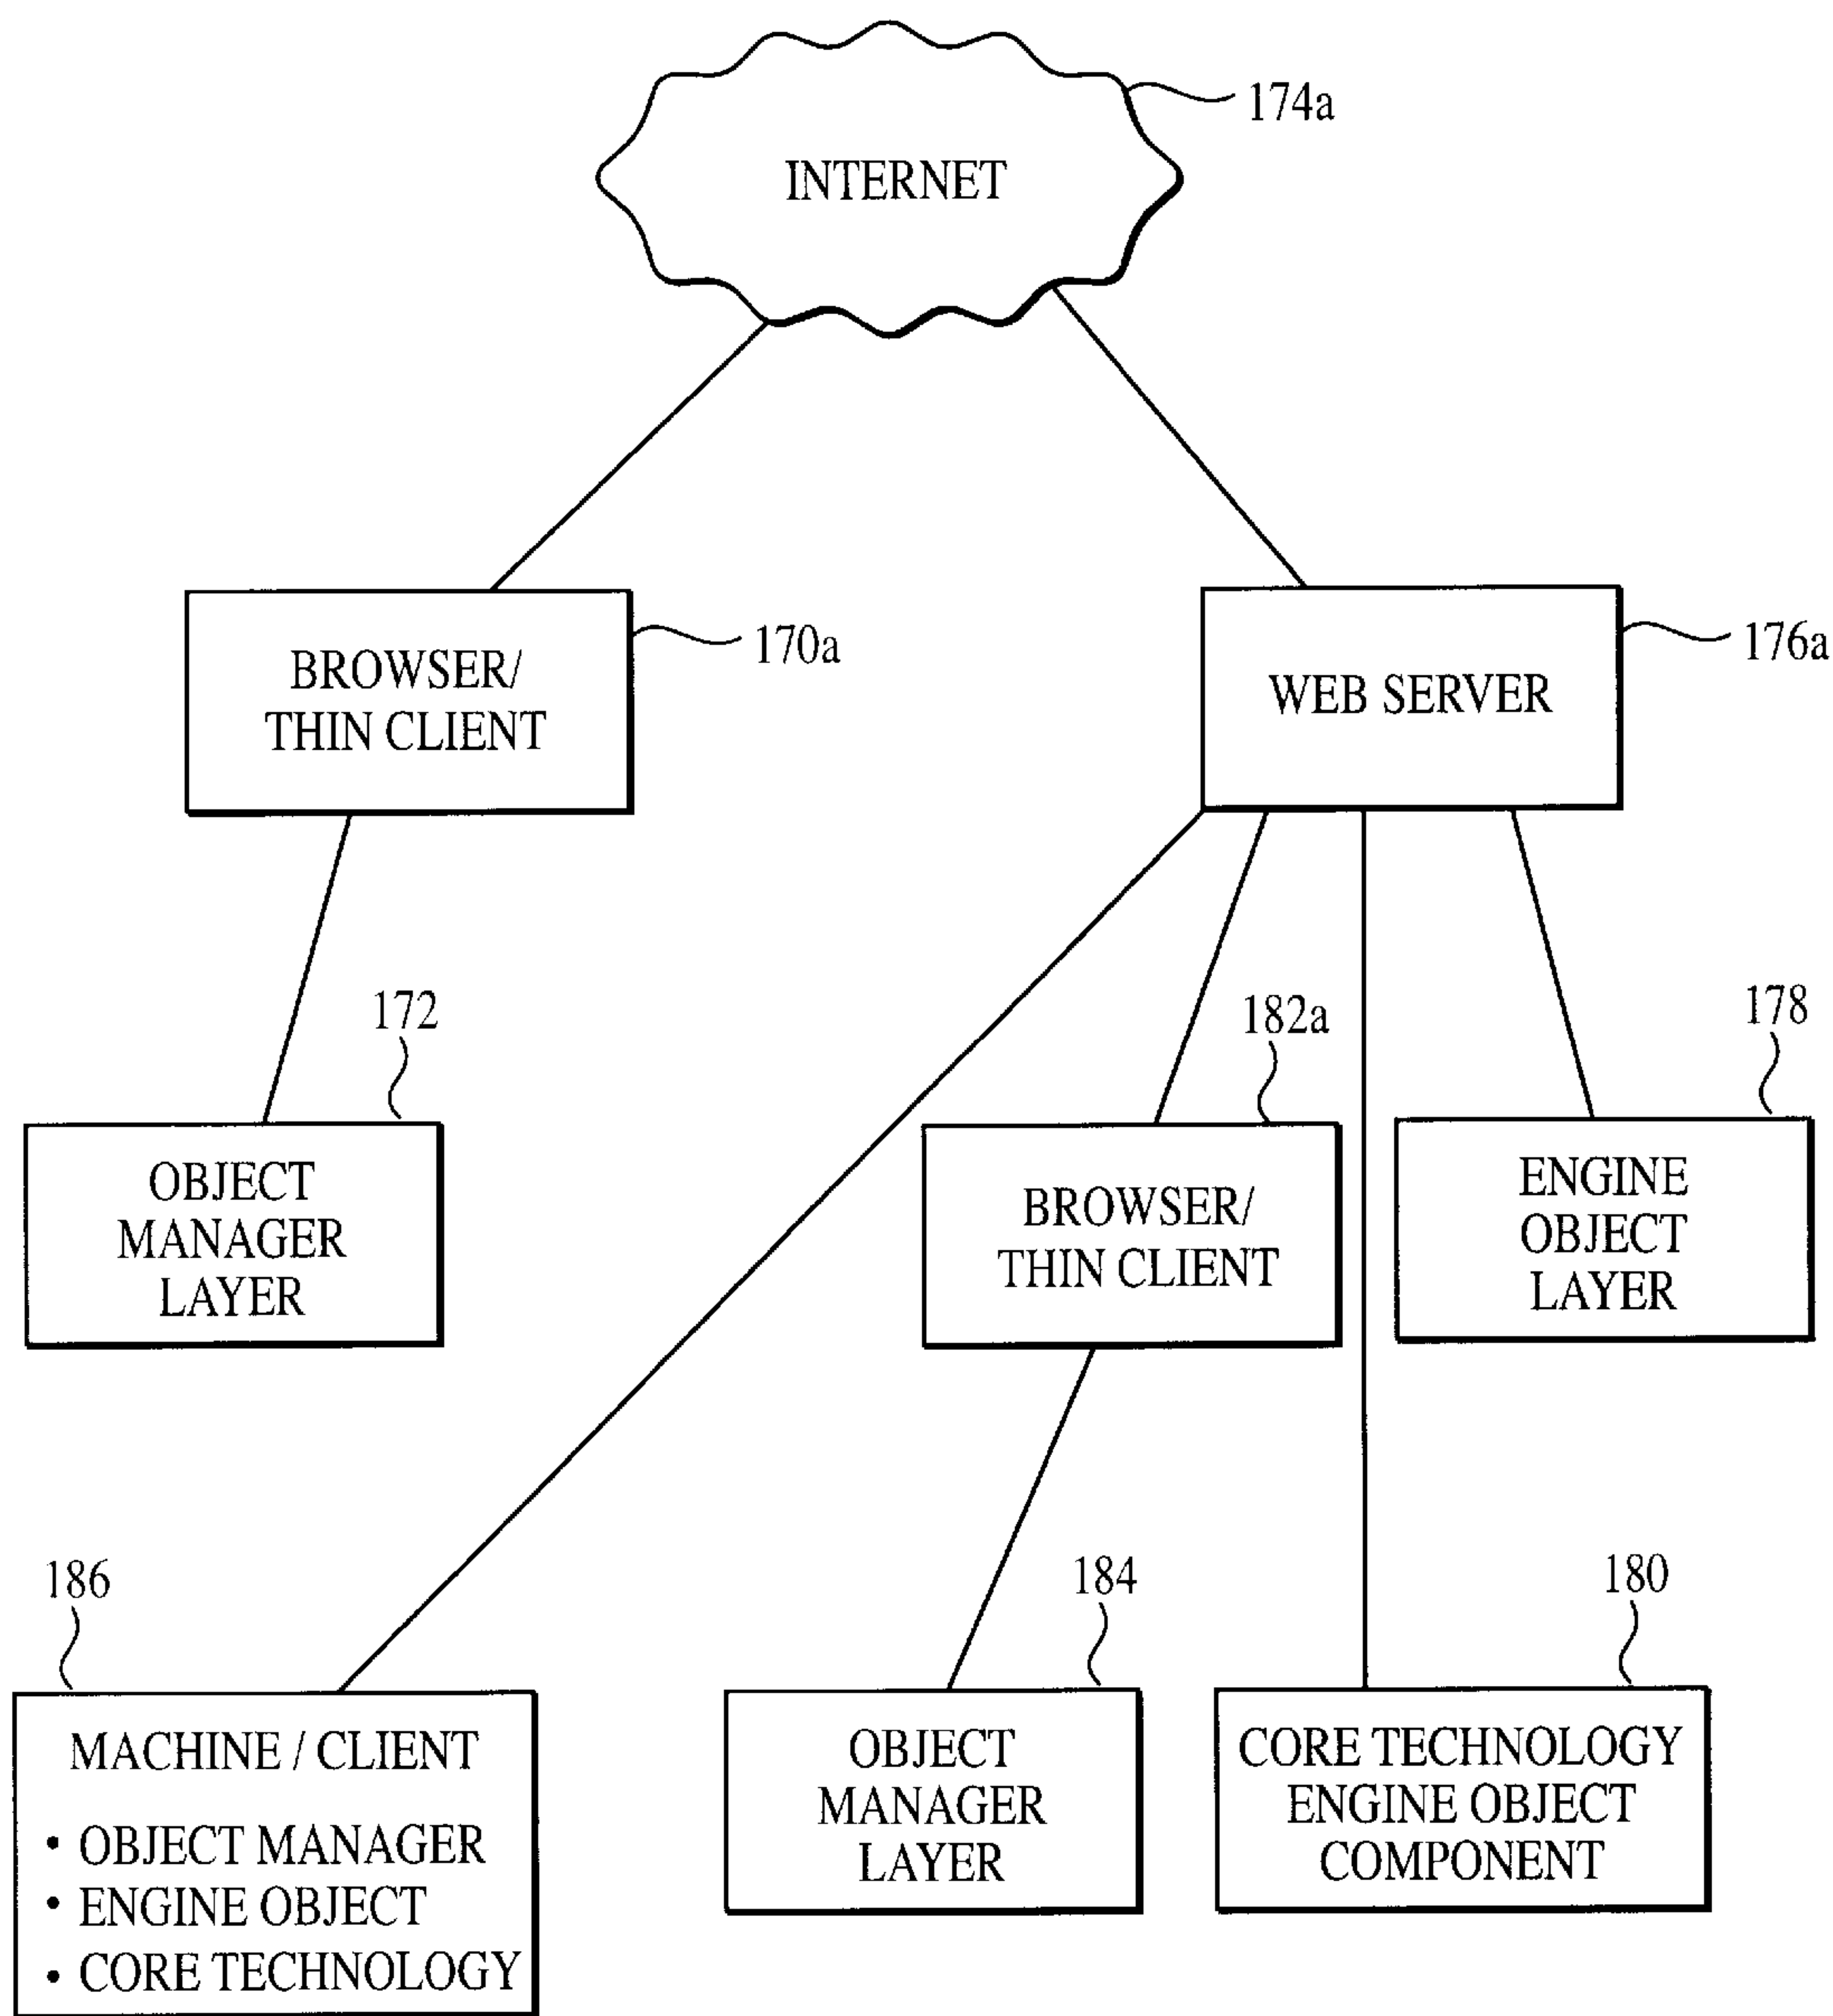 174a
INTERNET
BROWSER/
THIN CLIENT
170a
WEB SERVER
176a
172
OBJECT
MANAGER
LAYER
182a
BROWSER/
THIN CLIENT
178
ENGINE
OBJECT
LAYER
186
MACHINE / CLIENT
• OBJECT MANAGER
• ENGINE OBJECT
• CORE TECHNOLOGY
184
OBJECT
MANAGER
LAYER
180
CORE TECHNOLOGY
ENGINE OBJECT
COMPONENT